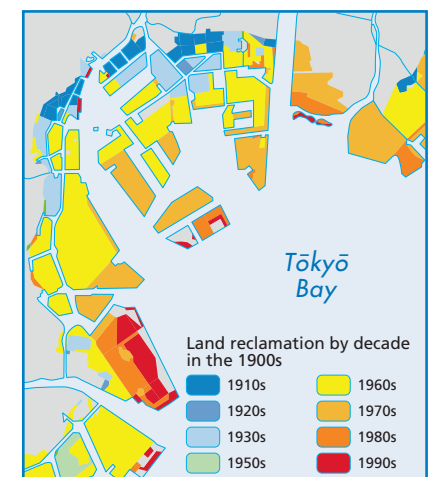 Tōkyō
Bay
Land reclamation by decade
in the 1900s
1910s
1920s
1930s
1950s
1960s
1970s
1980s
1990s